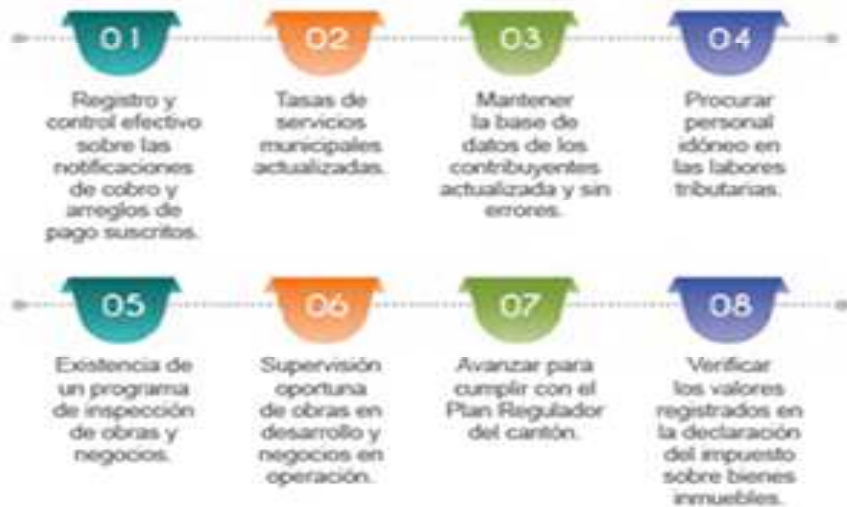 01
Registro y
control efectivo
sobre las
notificaciones
de cobro y
arreglos de
pago suscritos.
02
Tasas de
servicios
municipales
actualizadas.
03
Mantener
la base de
datos de los
contribuyentes
actualizada y sin
errores.
04
Procurar
personal
idóneo en
las labores
tributarias.
05
Existencia de
un programa
de inspección
de obras y
negocios.
06
Supervisión
oportuna
de obras en
desarrollo y
negocios en
operación.
07
Avanzar para
cumplir con el
Plan Regulador
del cantón.
08
Verificar
los valores
registrados en
la declaración
del impuesto
sobre bienes
inmuebles.